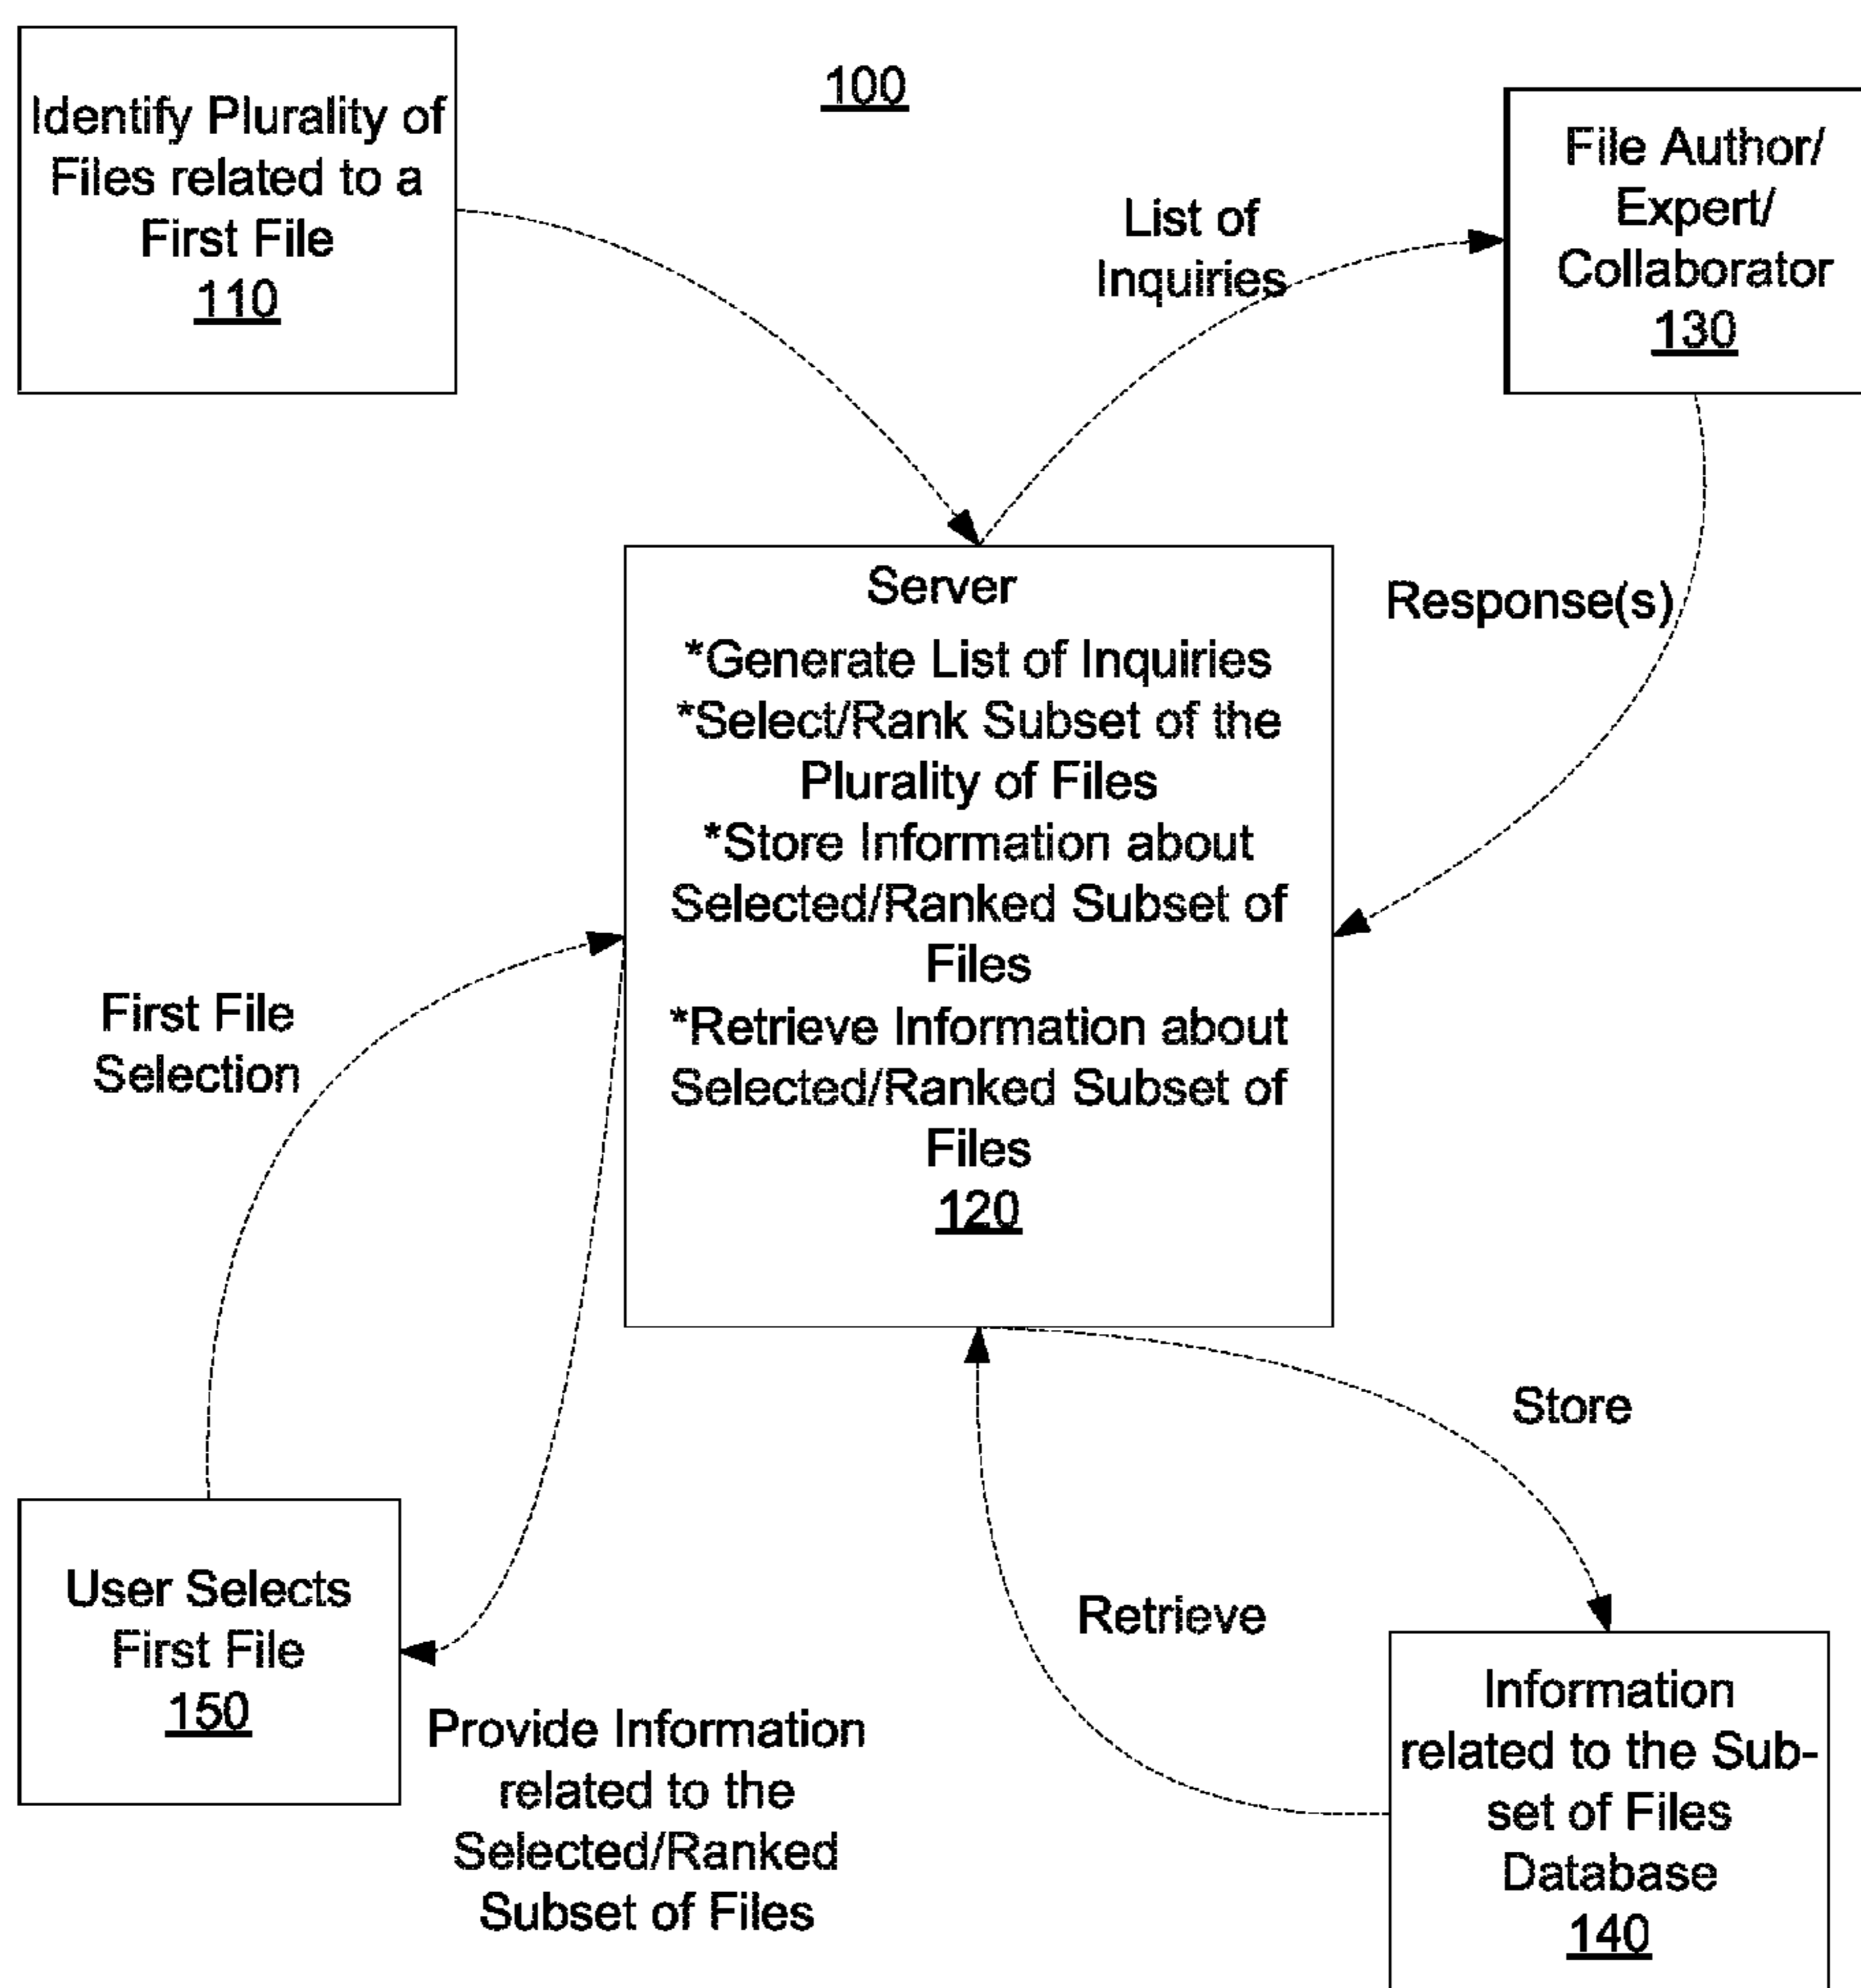 100
Identify Plurality of
Files related to a
First File
110
List of
Inquiries
File Author/
Expert/
Collaborator
130
Server
*Generate List of Inquiries
*Select/Rank Subset of the
Plurality of Files
*Store Information about
Selected/Ranked Subset of
Files
*Retrieve Information about
Selected/Ranked Subset of
Files
120
Response(s)
First File
Selection
Store
Retrieve
User Selects
First File
150
Provide Information
related to the
Selected/Ranked
Subset of Files
Information
related to the Sub-
set of Files
Database
140